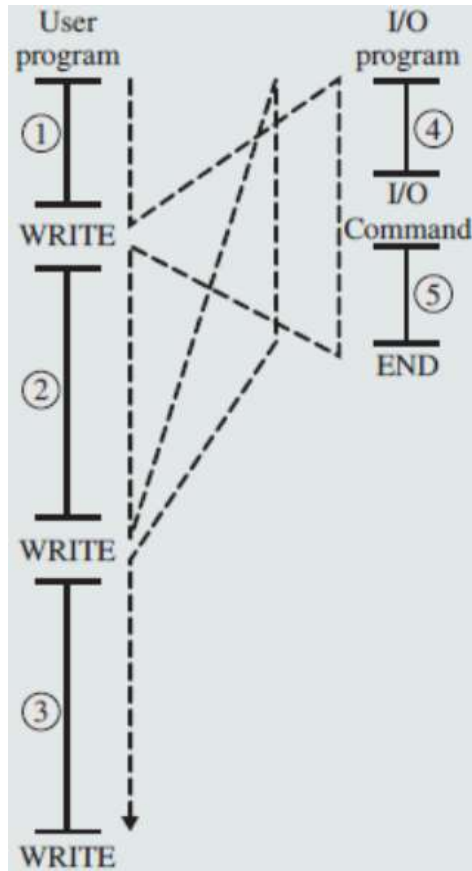 User
program
I/O
program
①
④
I/O
WRITE
Command
⑤
END
②
WRITE
③
WRITE